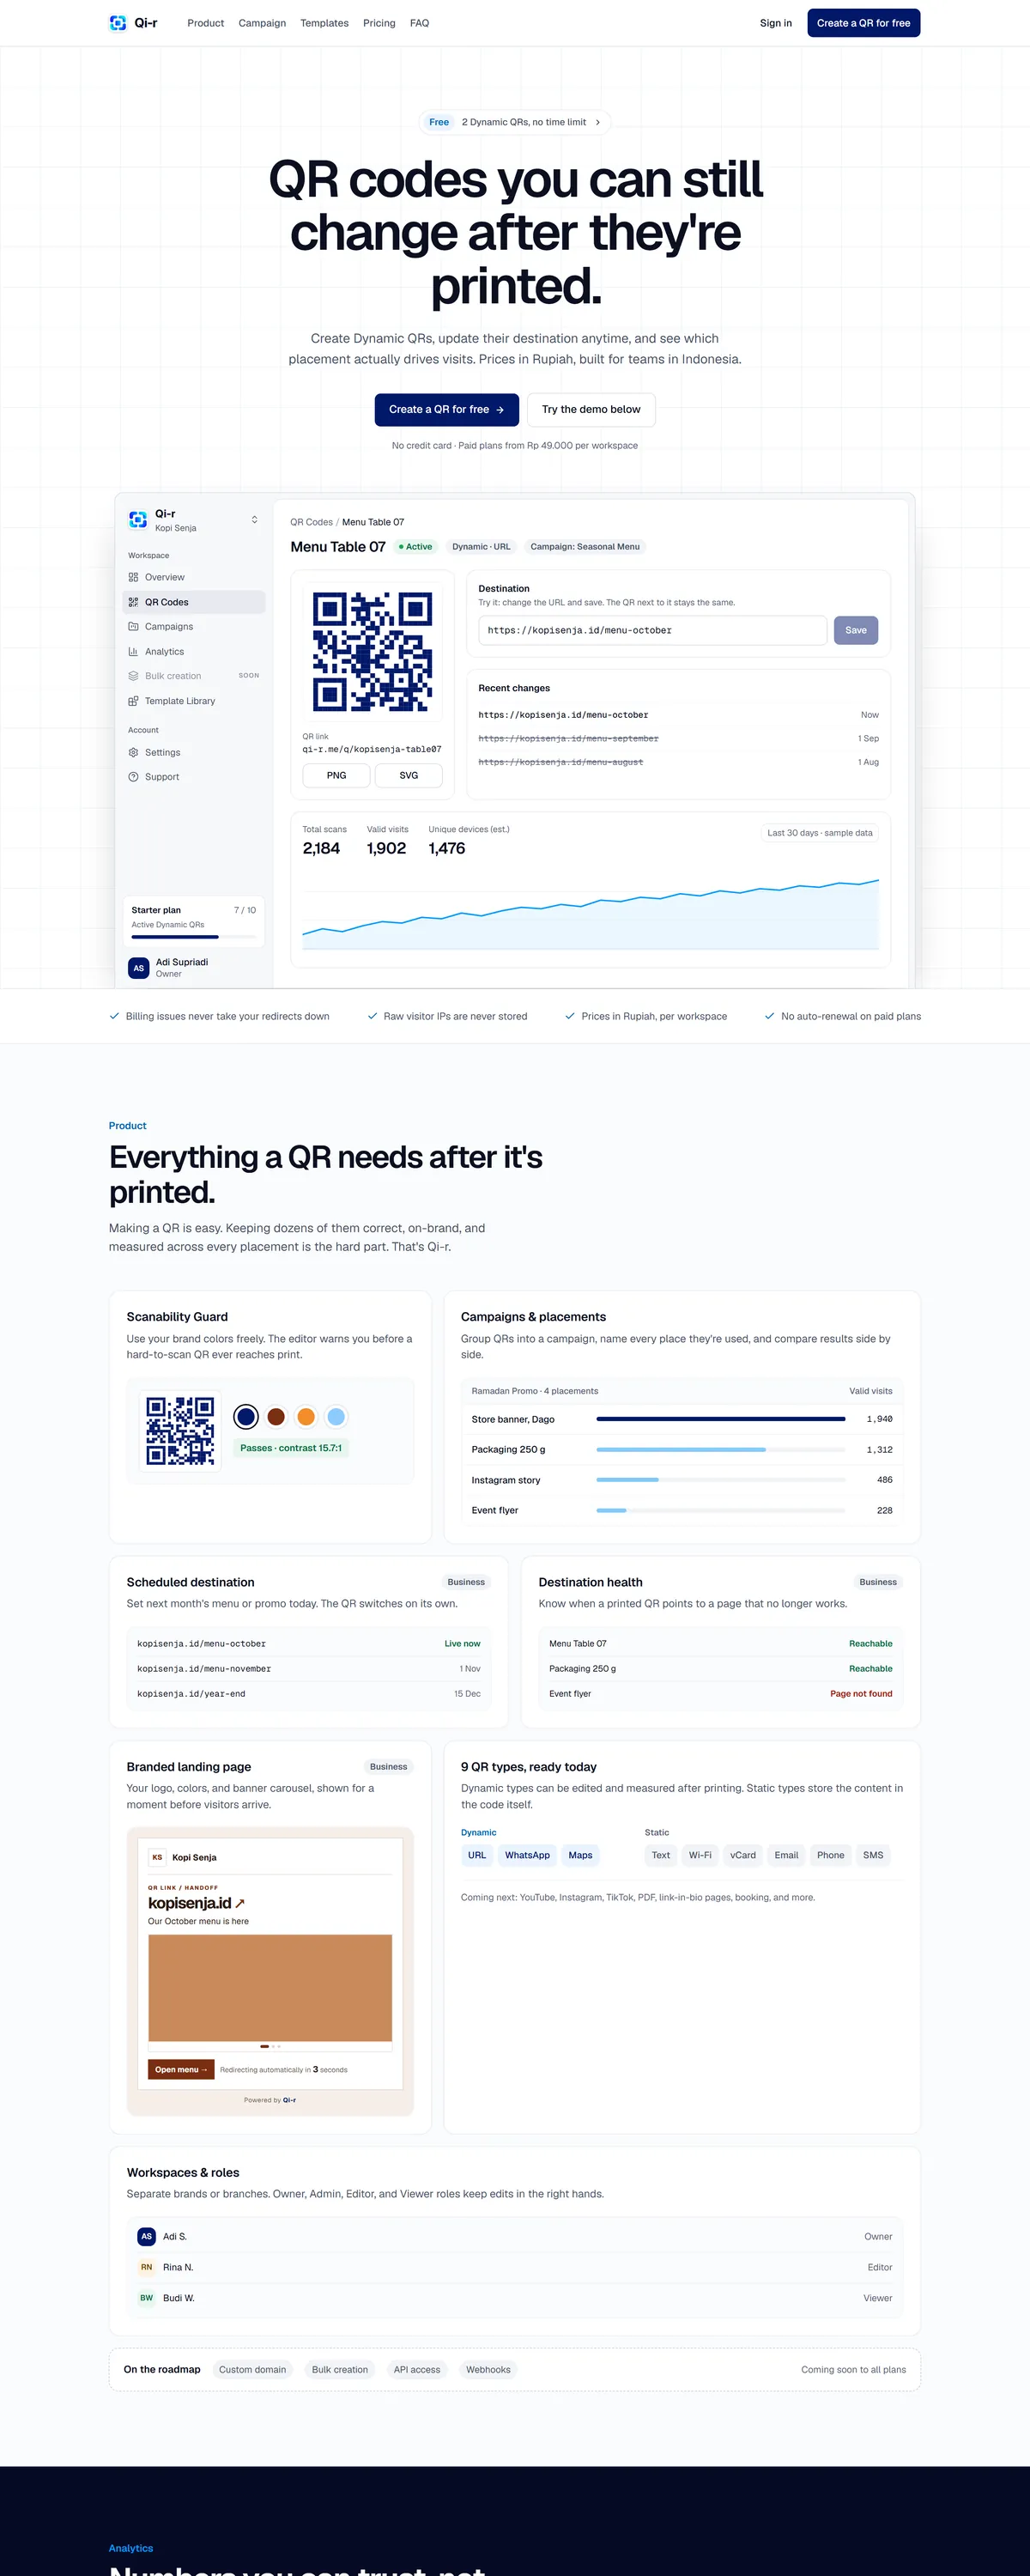 Qi-r
Product
Campaign
Templates
Pricing
FAQ
Sign in
Create a QR for free
Free
2 Dynamic QRs, no time limit
QR codes you can still
change after they're
printed.
Create Dynamic QRs, update their destination anytime, and see which
placement actually drives visits. Prices in Rupiah, built for teams in Indonesia.
Create a QR for free →
Try the demo below
No credit card · Paid plans from Rp 49.000 per workspace
Qi-r
Kopi Senja
Workspace
Overview
QR Codes
Campaigns
Analytics
Bulk creation
SOON
Template Library
Account
Settings
Support
Starter plan
7 / 10
Active Dynamic QRs
AS
Adi Supriadi
Owner
QR Codes / Menu Table 07
Menu Table 07
Active
Dynamic · URL
Campaign: Seasonal Menu
QR link
qi-r.me/q/kopisenja-table07
PNG
SVG
Destination
Try it: change the URL and save. The QR next to it stays the same.
https://kopisenja.id/menu-october
Save
Recent changes
https://kopisenja.id/menu-october
Now
https://kopisenja.id/menu-september
1 Sep
https://kopisenja.id/menu-august
1 Aug
Total scans
2,184
Valid visits
1,902
Unique devices (est.)
1,476
Last 30 days · sample data
Billing issues never take your redirects down
Raw visitor IPs are never stored
Prices in Rupiah, per workspace
No auto-renewal on paid plans
Product
Everything a QR needs after it's
printed.
Making a QR is easy. Keeping dozens of them correct, on-brand, and
measured across every placement is the hard part. That's Qi-r.
Scanability Guard
Use your brand colors freely. The editor warns you before a
hard-to-scan QR ever reaches print.
Passes · contrast 15.7:1
Campaigns & placements
Group QRs into a campaign, name every place they're used, and compare results side by
side.
Ramadan Promo · 4 placements
Valid visits
Store banner, Dago
1,940
Packaging 250 g
1,312
Instagram story
486
Event flyer
228
Scheduled destination
Business
Set next month's menu or promo today. The QR switches on its own.
kopisenja.id/menu-october
Live now
kopisenja.id/menu-november
1 Nov
kopisenja.id/year-end
15 Dec
Destination health
Business
Know when a printed QR points to a page that no longer works.
Menu Table 07
Reachable
Packaging 250 g
Reachable
Event flyer
Page not found
Branded landing page
Business
Your logo, colors, and banner carousel, shown for a
moment before visitors arrive.
KS
Kopi Senja
QR LINK / HANDOFF
kopisenja.id ↗
Our October menu is here
Open menu →
Redirecting automatically in 3 seconds
Powered by Qi-r
9 QR types, ready today
Dynamic types can be edited and measured after printing. Static types store the content in
the code itself.
Dynamic
URL
WhatsApp
Maps
Static
Text
Wi-Fi
vCard
Email
Phone
SMS
Coming next: YouTube, Instagram, TikTok, PDF, link-in-bio pages, booking, and more.
Workspaces & roles
Separate brands or branches. Owner, Admin, Editor, and Viewer roles keep edits in the right hands.
AS
Adi S.
Owner
RN
Rina N.
Editor
BW
Budi W.
Viewer
On the roadmap
Custom domain
Bulk creation
API access
Webhooks
Coming soon to all plans
Analytics
Numbers you can trust, not